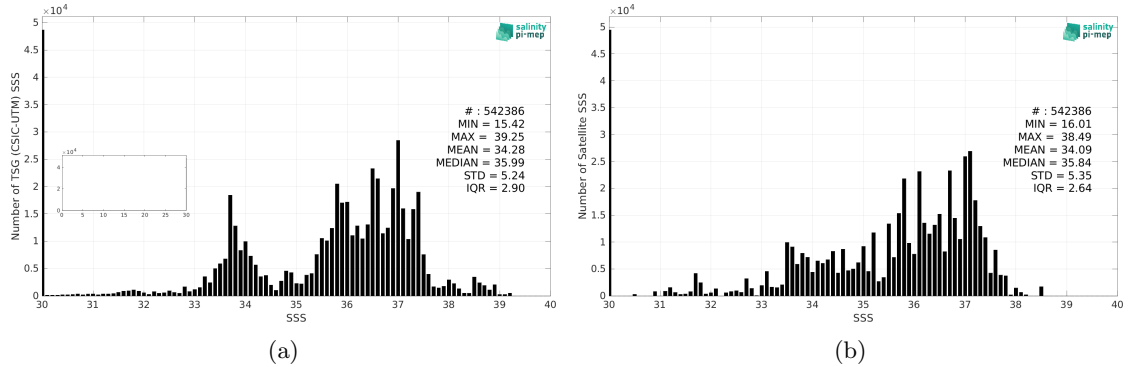 ×10⁴
5
4.5
4
3.5
3
2.5
2
1.5
1
0.5
0
Number of TSG (CSIC-UTM) SSS
salinity
pi-mep
# : 542386
MIN = 15.42
MAX = 39.25
MEAN = 34.28
MEDIAN = 35.99
STD = 5.24
IQR = 2.90
×10⁴
4
2
0
0 5 10 15 20 25 30
30 31 32 33 34 35 36 37 38 39 40
SSS
(a)
×10⁴
5
4.5
4
3.5
3
2.5
2
1.5
1
0.5
0
Number of Satellite SSS
salinity
pi-mep
# : 542386
MIN = 16.01
MAX = 38.49
MEAN = 34.09
MEDIAN = 35.84
STD = 5.35
IQR = 2.64
30 31 32 33 34 35 36 37 38 39 40
SSS
(b)